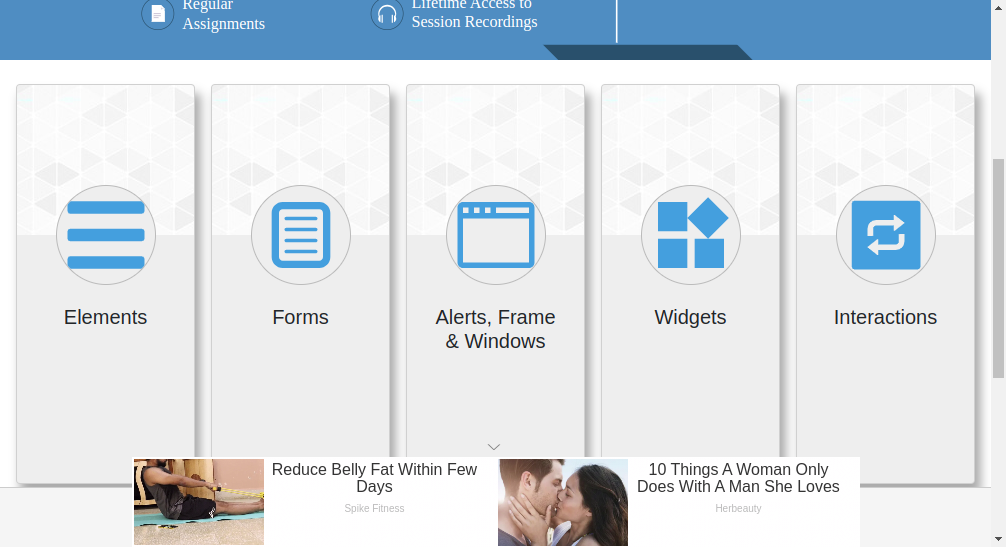 Regular
Assignments
Lifetime Access to
Session Recordings
Elements
Forms
Alerts, Frame
& Windows
Widgets
Interactions
Reduce Belly Fat Within Few
Days
Spike Fitness
10 Things A Woman Only
Does With A Man She Loves
Herbeauty